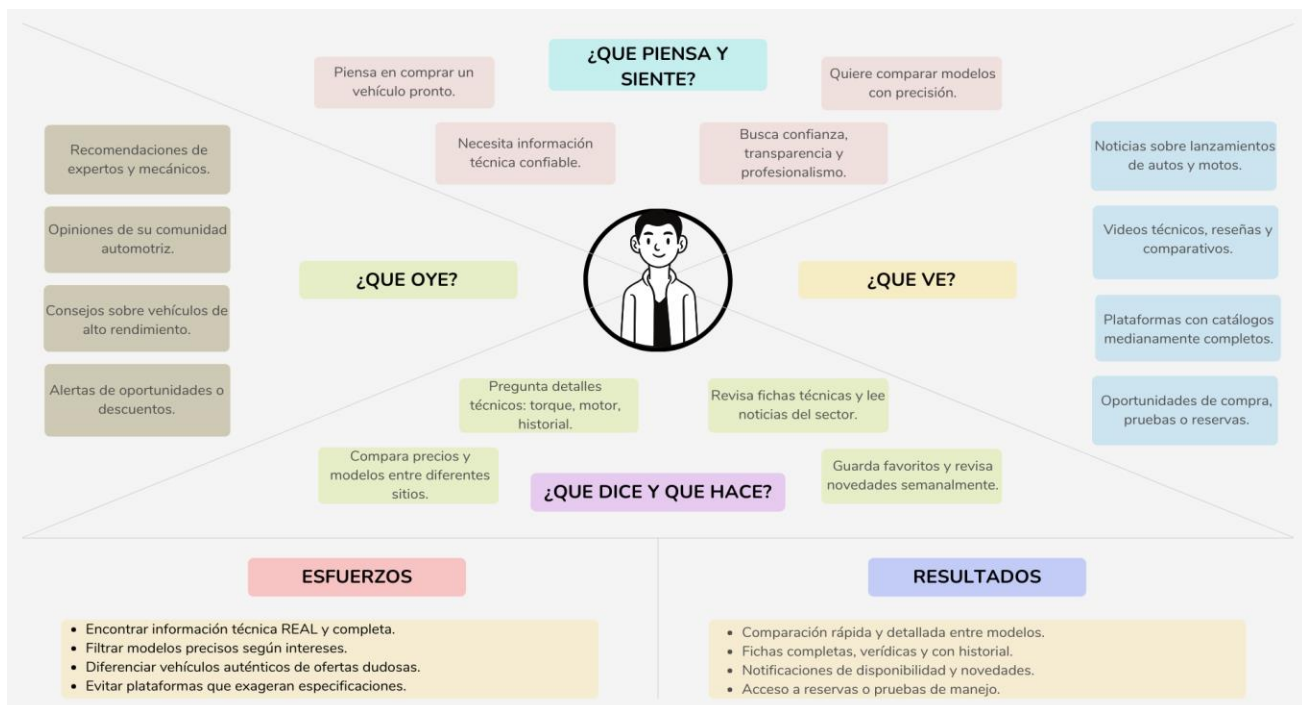 ¿QUE PIENSA Y
SIENTE?
Piensa en comprar un
vehículo pronto.
Quiere comparar modelos
con precisión.
Necesita información
técnica confiable.
Busca confianza,
transparencia y
profesionalismo.
Recomendaciones de
expertos y mecánicos.
Opiniones de su comunidad
automotriz.
Consejos sobre vehículos de
alto rendimiento.
Alertas de oportunidades o
descuentos.
¿QUE OYE?
¿QUE VE?
Noticias sobre lanzamientos
de autos y motos.
Videos técnicos, reseñas y
comparativos.
Plataformas con catálogos
medianamente completos.
Oportunidades de compra,
pruebas o reservas.
Pregunta detalles
técnicos: torque, motor,
historial.
Revisa fichas técnicas y lee
noticias del sector.
Compara precios y
modelos entre diferentes
sitios.
¿QUE DICE Y QUE HACE?
Guarda favoritos y revisa
novedades semanalmente.
ESFUERZOS
• Encontrar información técnica REAL y completa.
• Filtrar modelos precisos según intereses.
• Diferenciar vehículos auténticos de ofertas dudosas.
• Evitar plataformas que exageran especificaciones.
RESULTADOS
• Comparación rápida y detallada entre modelos.
• Fichas completas, verídicas y con historial.
• Notificaciones de disponibilidad y novedades.
• Acceso a reservas o pruebas de manejo.